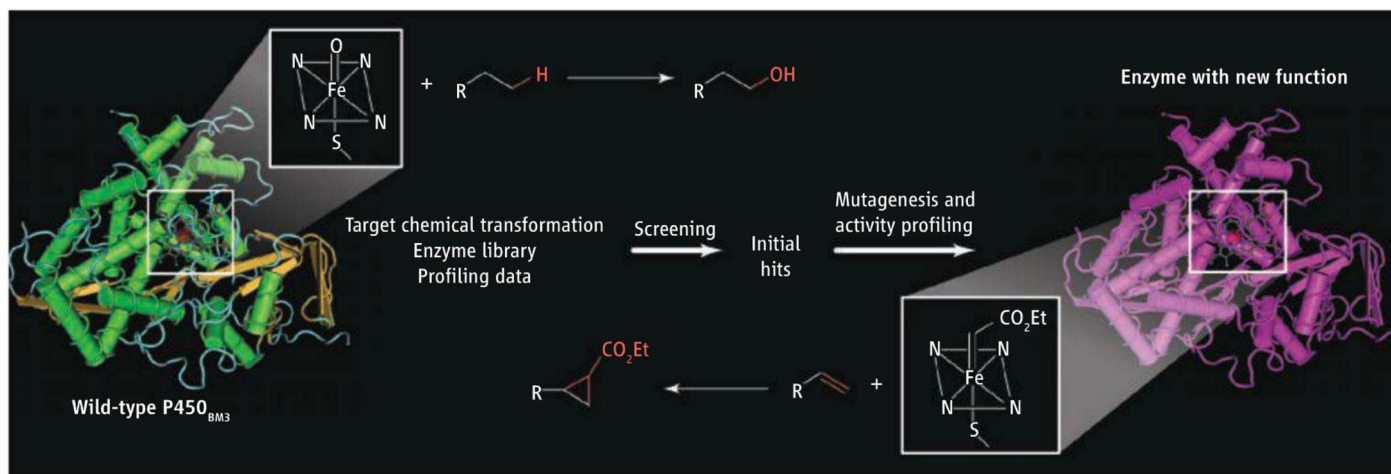 O
N N
Fe
N N
S
+
R
H
R
OH
Enzyme with new function
Target chemical transformation
Enzyme library
Profiling data
Screening
Initial
hits
Mutagenesis and
activity profiling
Wild-type P450BM3
CO2Et
R
R
+
CO2Et
N N
Fe
N N
S